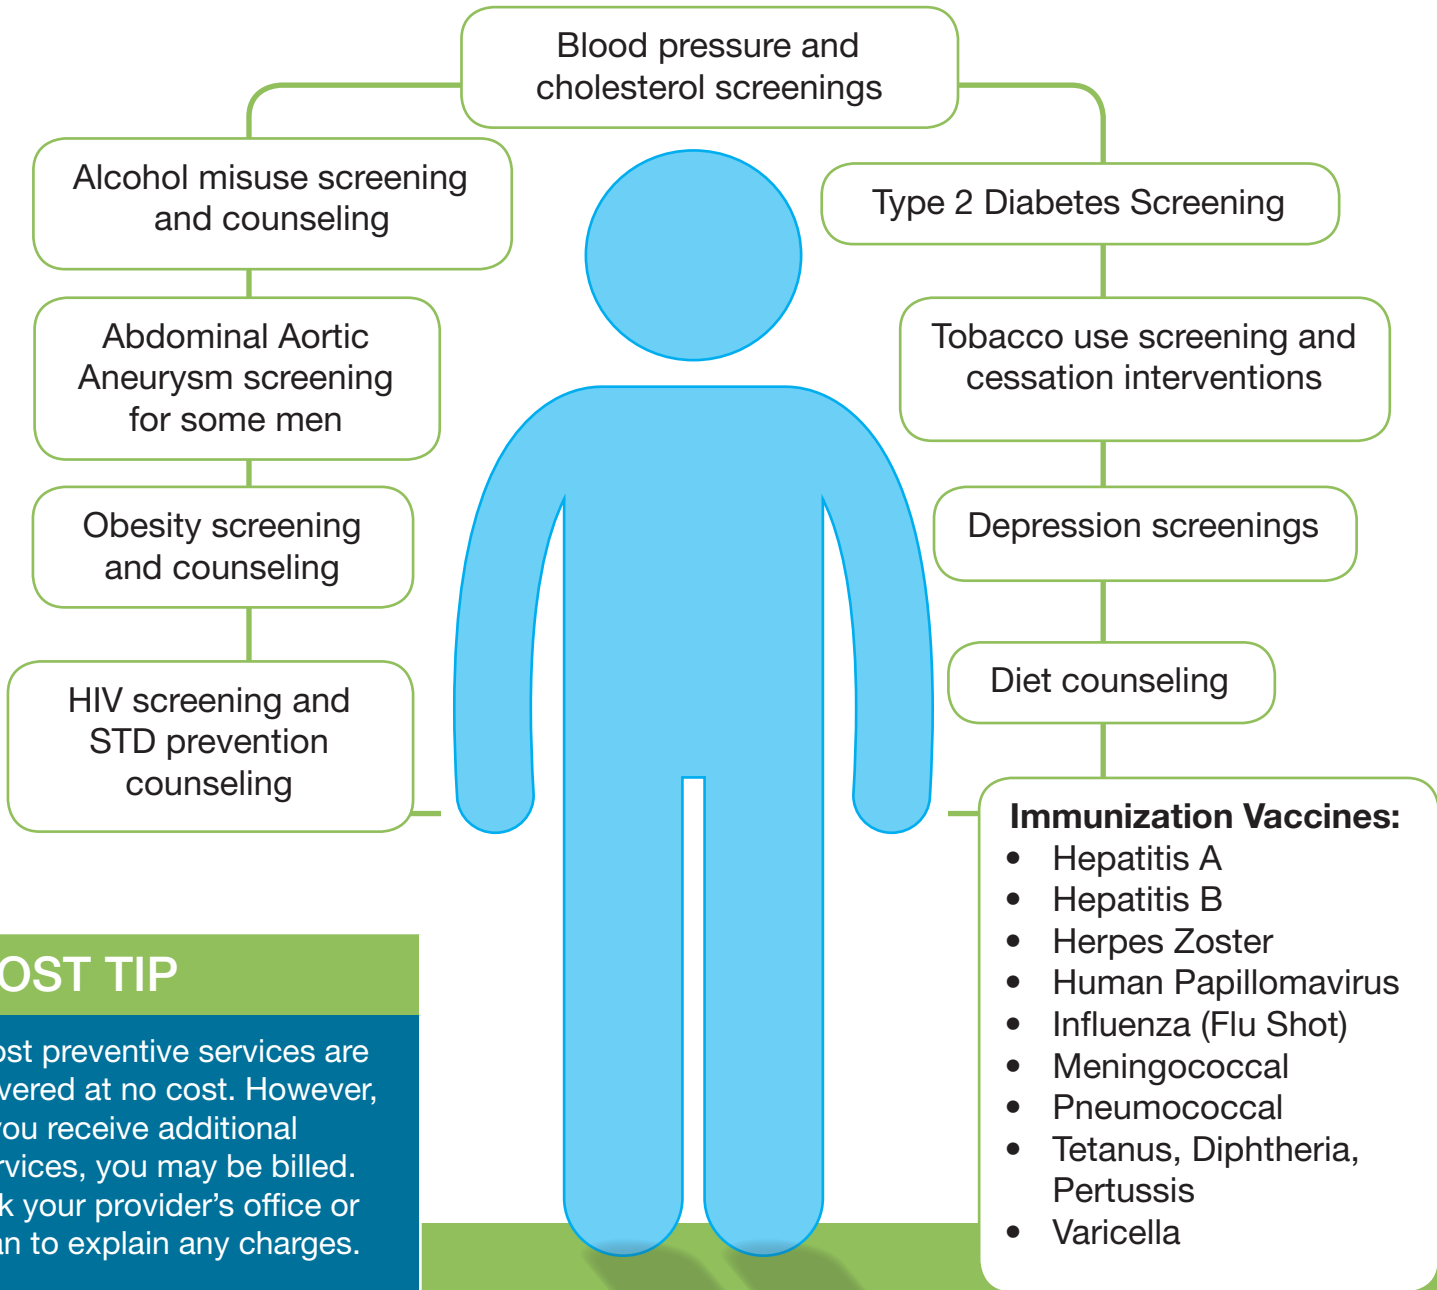 Blood pressure and
cholesterol screenings
Alcohol misuse screening
and counseling
Abdominal Aortic
Aneurysm screening
for some men
Obesity screening
and counseling
HIV screening and
STD prevention
counseling
Type 2 Diabetes Screening
Tobacco use screening and
cessation interventions
Depression screenings
Diet counseling
Immunization Vaccines:
• Hepatitis A
• Hepatitis B
• Herpes Zoster
• Human Papillomavirus
• Influenza (Flu Shot)
• Meningococcal
• Pneumococcal
• Tetanus, Diphtheria,
Pertussis
• Varicella
OST TIP
ost preventive services are
vered at no cost. However,
you receive additional
rvices, you may be billed.
k your provider’s office or
an to explain any charges.